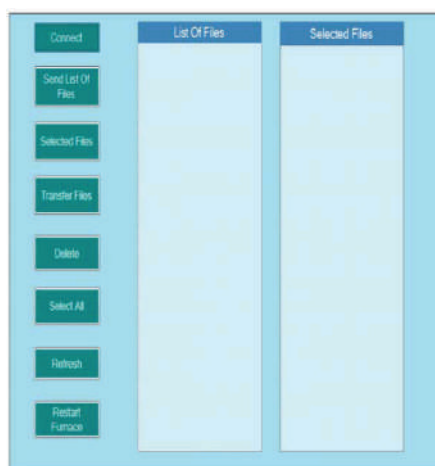 Connect
Send List Of
Files
Selected Files
Transfer Files
Delete
Select All
Refresh
Restart
Furnace
List Of Files
Selected Files